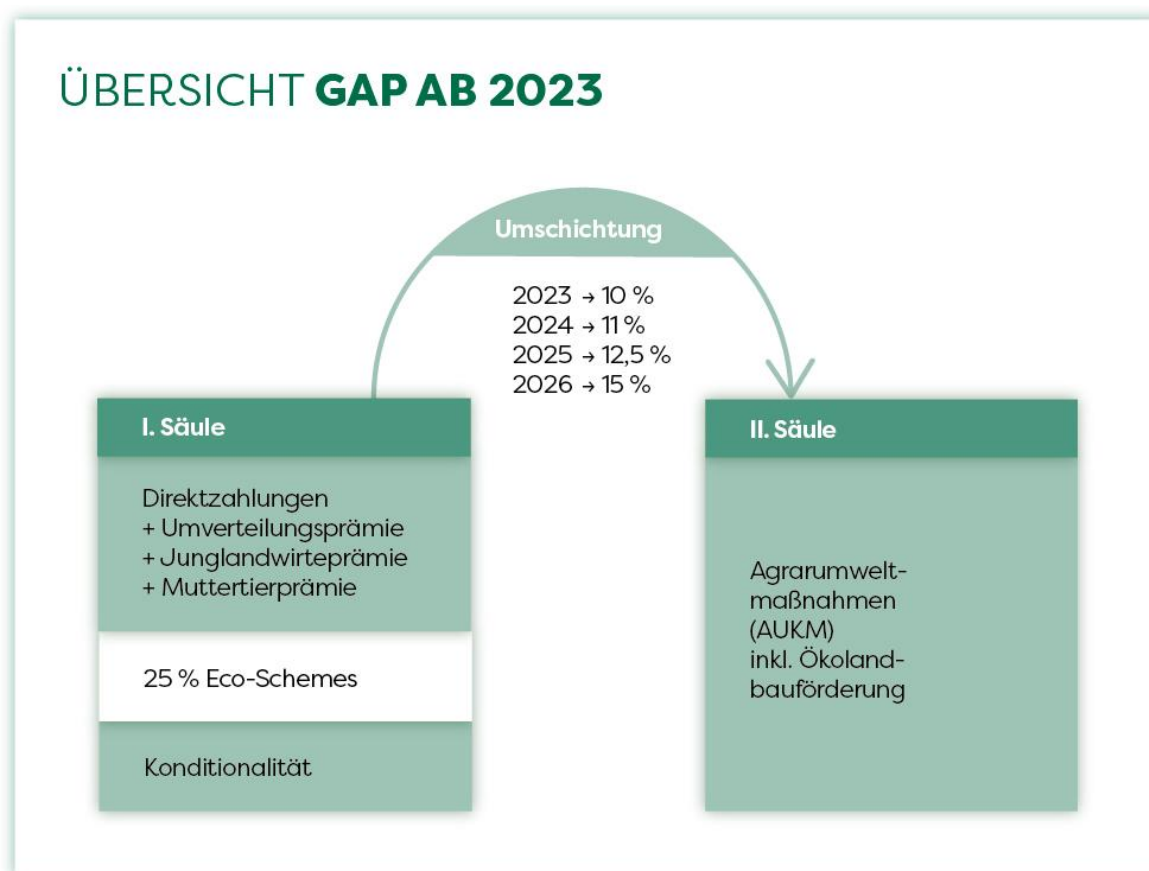 ÜBERSICHT GAP AB 2023
Umschichtung
2023 → 10 %
2024 → 11 %
2025 → 12,5 %
2026 → 15 %
I. Säule
Direktzahlungen
+ Umverteilungsprämie
+ Junglandwirteprämie
+ Muttertierprämie
25 % Eco-Schemes
Konditionalität
II. Säule
Agrarumwelt-
maßnahmen
(AUKM)
inkl. Ökoland-
bauförderung